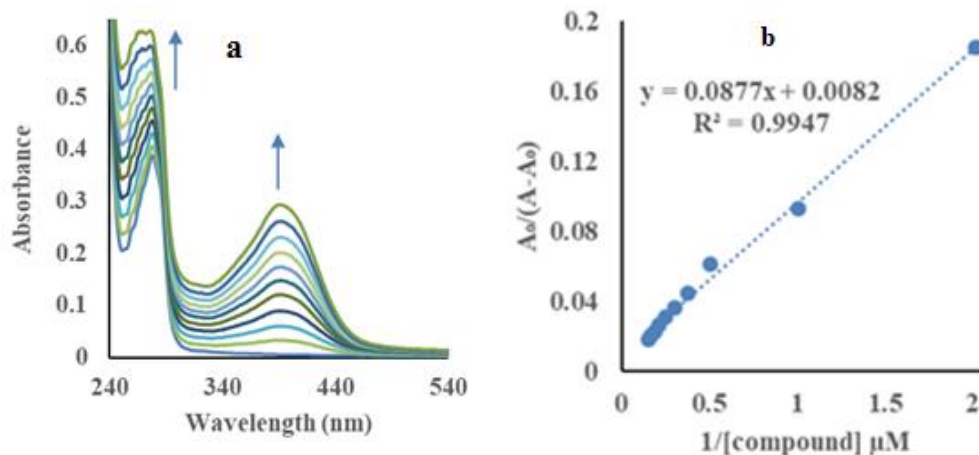 a
Absorbance
0.6
0.5
0.4
0.3
0.2
0.1
0
240 340 440 540
Wavelength (nm)
b
y = 0.0877x + 0.0082
R² = 0.9947
A₀/(A-A₀)
0.2
0.16
0.12
0.08
0.04
0
0 0.5 1 1.5 2
1/[compound] µM